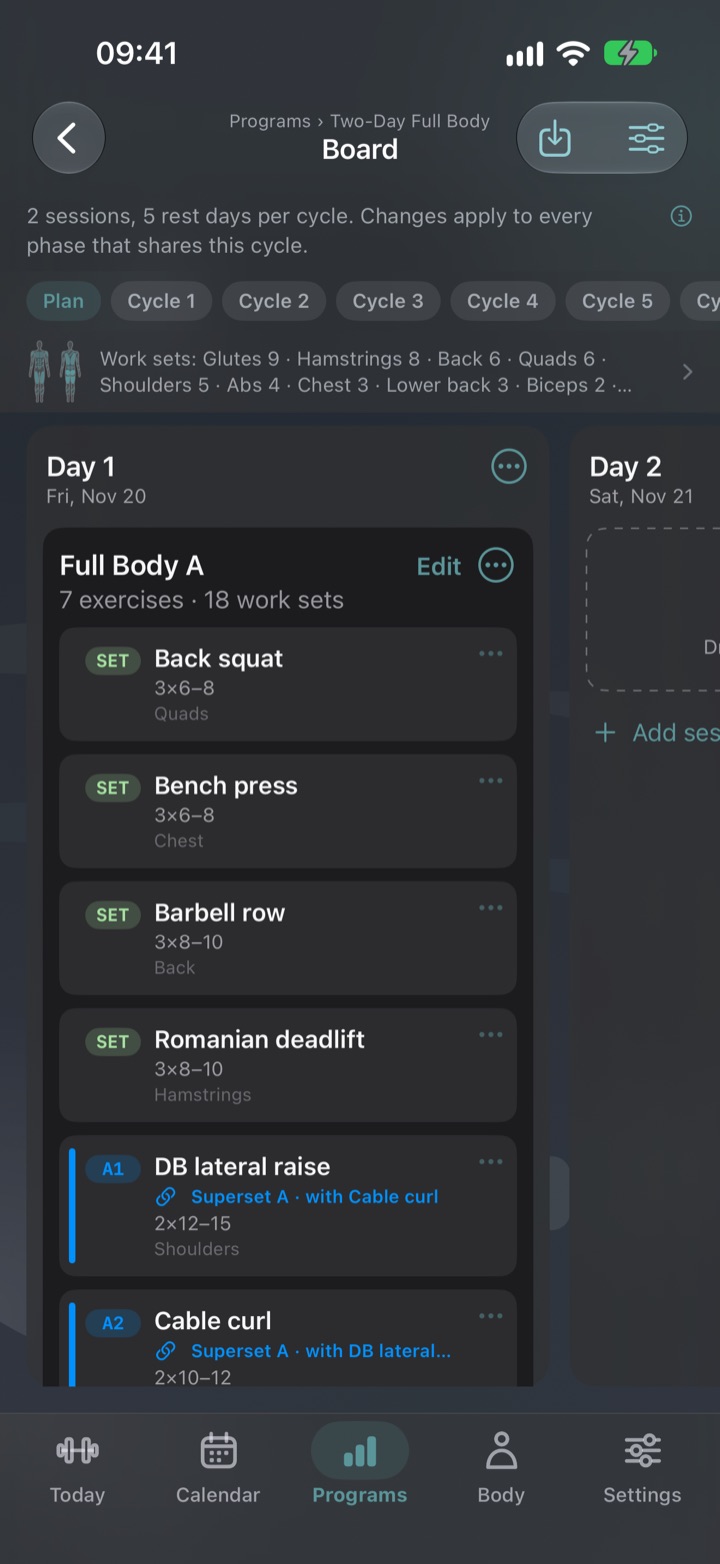 09:41
Programs › Two-Day Full Body
Board
2 sessions, 5 rest days per cycle. Changes apply to every
phase that shares this cycle.
Plan
Cycle 1
Cycle 2
Cycle 3
Cycle 4
Cycle 5
Cy
Work sets: Glutes 9 · Hamstrings 8 · Back 6 · Quads 6 ·
Shoulders 5 · Abs 4 · Chest 3 · Lower back 3 · Biceps 2 ·...
Day 1
Fri, Nov 20
Full Body A
Edit
7 exercises · 18 work sets
SET
Back squat
3×6–8
Quads
SET
Bench press
3×6–8
Chest
SET
Barbell row
3×8–10
Back
SET
Romanian deadlift
3×8–10
Hamstrings
A1
DB lateral raise
Superset A · with Cable curl
2×12–15
Shoulders
A2
Cable curl
Superset A · with DB lateral...
2×10–12
Day 2
Sat, Nov 21
+ Add ses
Today
Calendar
Programs
Body
Settings